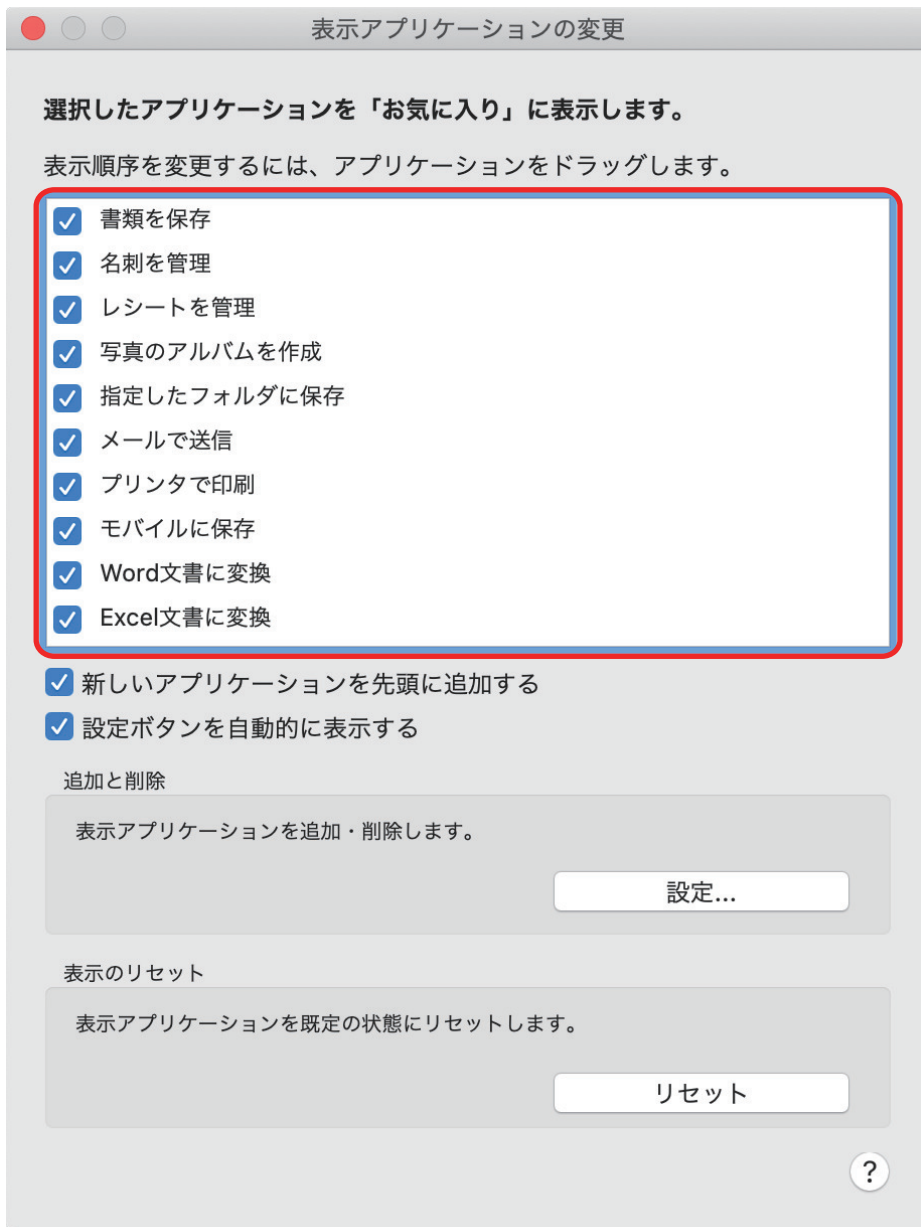 表示アプリケーションの変更
選択したアプリケーションを「お気に入り」に表示します。
表示順序を変更するには、アプリケーションをドラッグします。
書類を保存
名刺を管理
レシートを管理
写真のアルバムを作成
指定したフォルダに保存
メールで送信
プリンタで印刷
モバイルに保存
Word文書に変換
Excel文書に変換
新しいアプリケーションを先頭に追加する
設定ボタンを自動的に表示する
追加と削除
表示アプリケーションを追加・削除します。
設定...
表示のリセット
表示アプリケーションを既定の状態にリセットします。
リセット
?